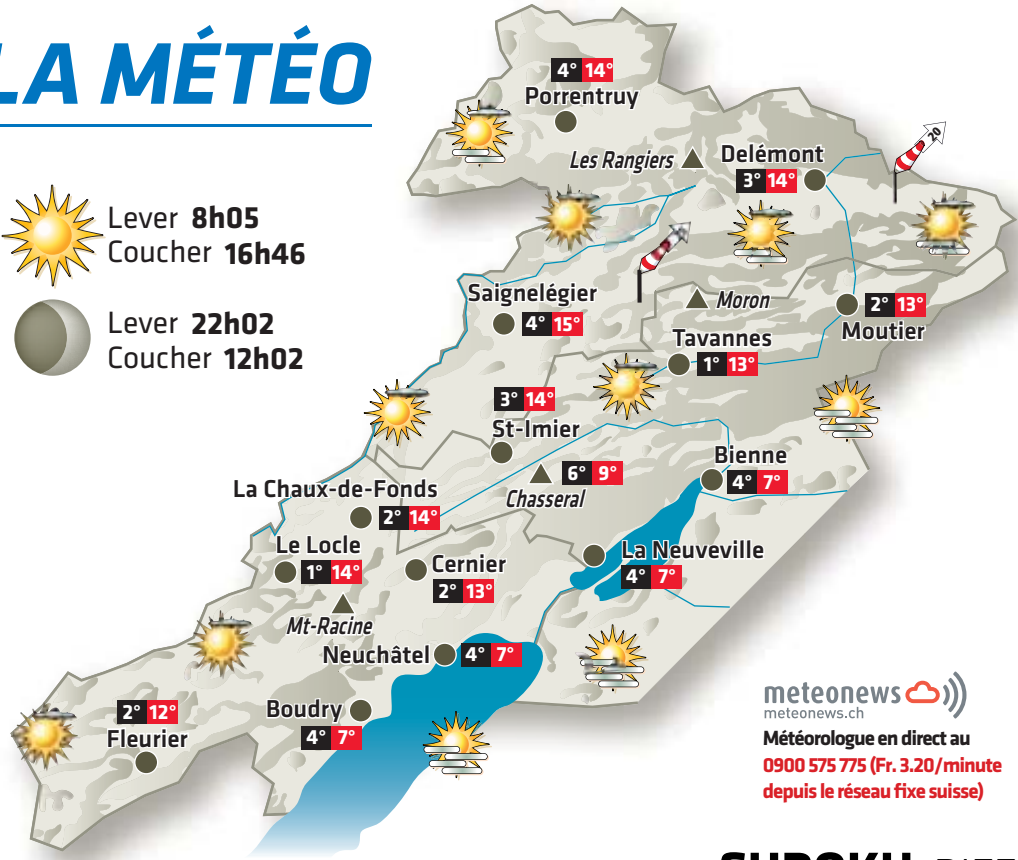 LA MÉTÉO
Lever 8h05
Coucher 16h46
Lever 22h02
Coucher 12h02
4° 14°
Porrentruy
Les Rangiers
Delémont
3° 14°
20
Saignelégier
4° 15°
Moron
2° 13°
Moutier
Tavannes
1° 13°
3° 14°
St-Imier
6° 9°
Chasseral
Bienne
4° 7°
La Chaux-de-Fonds
2° 14°
Le Locle
1° 14°
Cernier
2° 13°
La Neuveville
4° 7°
Mt-Racine
Neuchâtel 4° 7°
Boudry
4° 7°
2° 12°
Fleurier
meteonews
meteonews.ch
Météorologue en direct au
0900 575 775 (Fr. 3.20/minute
depuis le réseau fixe suisse)